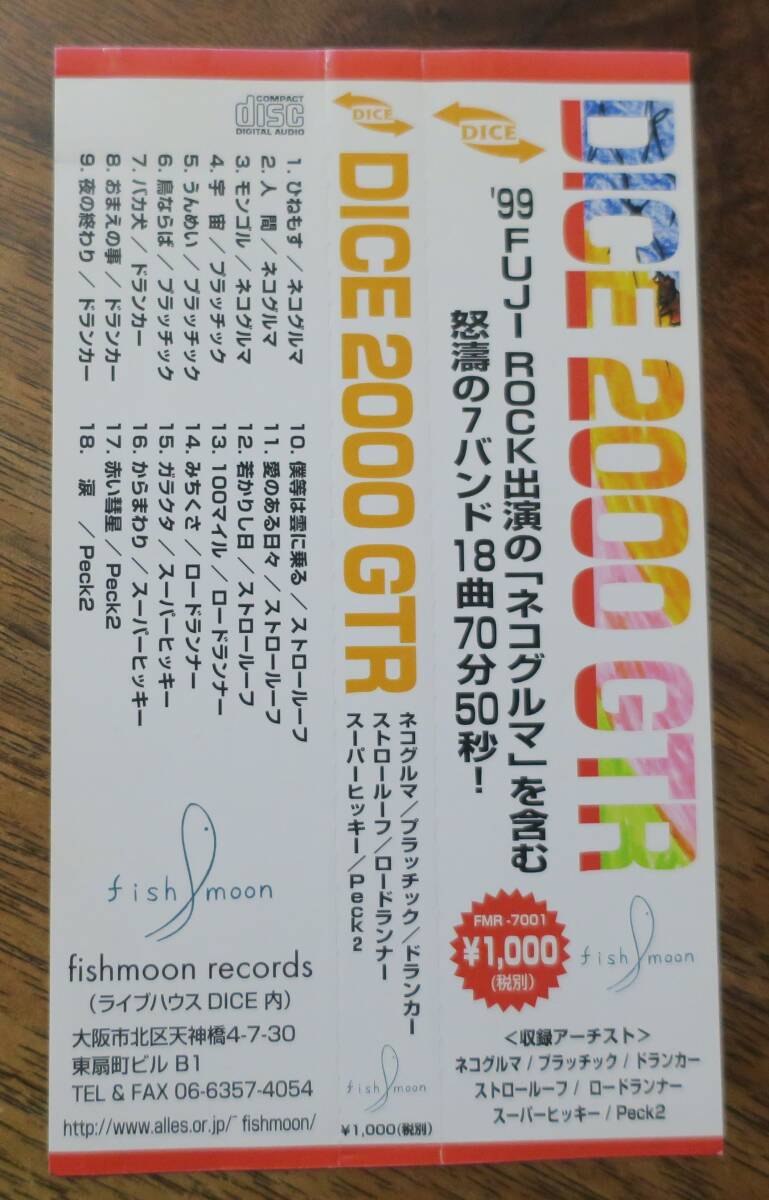 DICE 2000 GTR
DICE
'99 FUJI ROCK出演の「ネコグルマ」を含む
怒濤の7バンド18曲70分50秒!
FMR-7001
¥1,000
(税別)
fish moon
<収録アーチスト>
ネコグルマ / プラッチック / ドランカー
ストロールーフ / ロードランナー
スーパーヒッキー / Peck2
DICE
DICE 2000 GTR
ネコグルマ/プラッチック/ドランカー
ストロールーフ/ロードランナー
スーパーヒッキー/Peck2
fish moon
¥1,000(税別)
COMPACT
disc
DIGITAL AUDIO
1. ひねもす / ネコグルマ
2. 人 間 / ネコグルマ
3. モンゴル / ネコグルマ
4. 宇 宙 / プラッチック
5. うんめい / プラッチック
6. 鳥ならば / プラッチック
7. バカ犬 / ドランカー
8. おまえの事 / ドランカー
9. 夜の終わり / ドランカー
10. 僕等は雲に乗る / ストロールーフ
11. 愛のある日々 / ストロールーフ
12. 若かりし日 / ストロールーフ
13. 100マイル / ロードランナー
14. みちくさ / ロードランナー
15. ガラクタ / スーパーヒッキー
16. からまわり / スーパーヒッキー
17. 赤い彗星 / Peck2
18. 涙 / Peck2
fish moon
fishmoon records
(ライブハウス DICE 内)
大阪市北区天神橋4-7-30
東扇町ビル B1
TEL & FAX 06-6357-4054
http://www.alles.or.jp/~fishmoon/